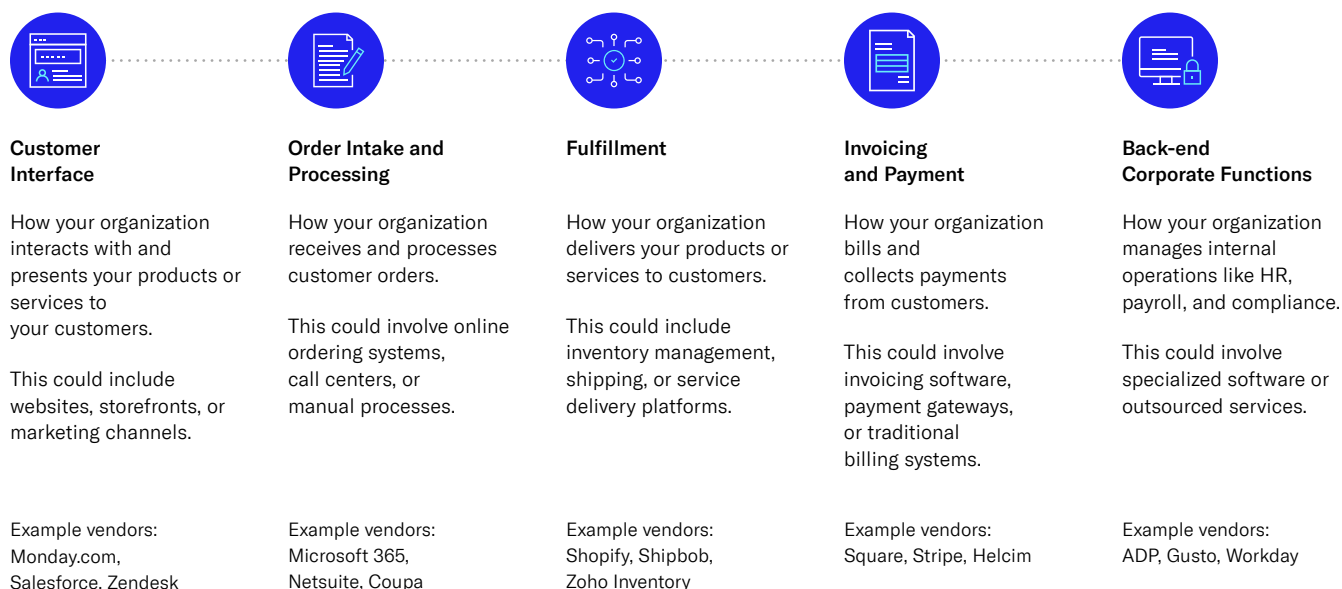 Customer
Interface
How your organization
interacts with and
presents your products or
services to
your customers.
This could include
websites, storefronts, or
marketing channels.
Example vendors:
Monday.com,
Salesforce, Zendesk
Order Intake and
Processing
How your organization
receives and processes
customer orders.
This could involve online
ordering systems,
call centers, or
manual processes.
Example vendors:
Microsoft 365,
Netsuite, Coupa
Fulfillment
How your organization
delivers your products or
services to customers.
This could include
inventory management,
shipping, or service
delivery platforms.
Example vendors:
Shopify, Shipbob,
Zoho Inventory
Invoicing
and Payment
How your organization
bills and
collects payments
from customers.
This could involve
invoicing software,
payment gateways,
or traditional
billing systems.
Example vendors:
Square, Stripe, Helcim
Back-end
Corporate Functions
How your organization
manages internal
operations like HR,
payroll, and compliance.
This could involve
specialized software or
outsourced services.
Example vendors:
ADP, Gusto, Workday